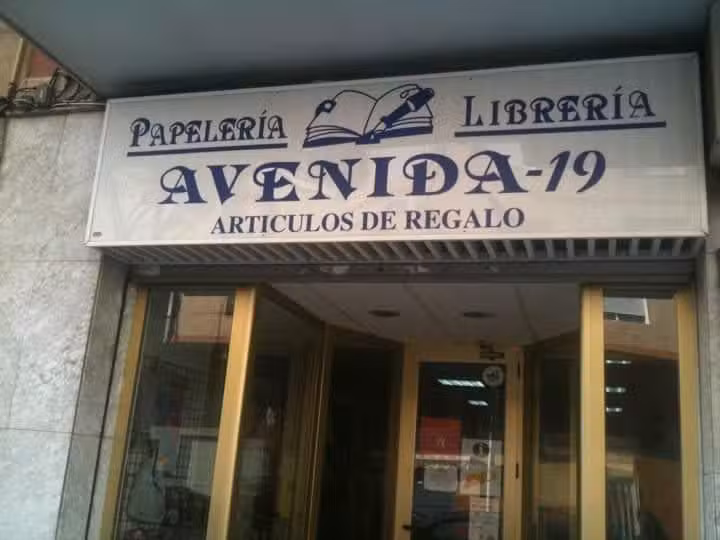 PAPELERÍA LIBRERÍA
AVENIDA-19
ARTICULOS DE REGALO